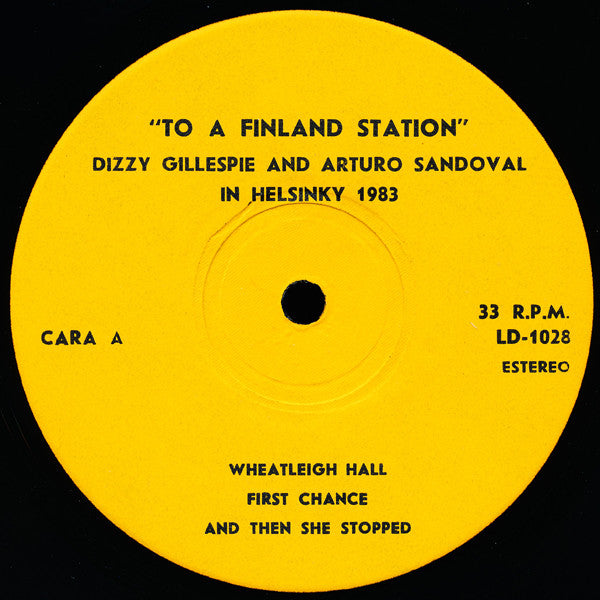 "TO A FINLAND STATION"
DIZZY GILLESPIE AND ARTURO SANDOVAL
IN HELSINKY 1983
CARA A
33 R.P.M.
LD-1028
ESTEREO
WHEATLEIGH HALL
FIRST CHANCE
AND THEN SHE STOPPED